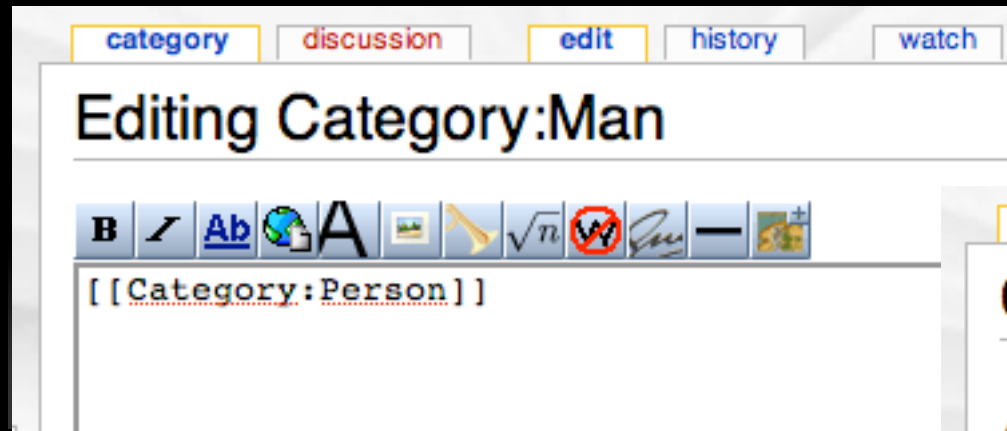 category discussion edit history watch
Editing Category:Man
B I Ab A √n W
[[Category:Person]]